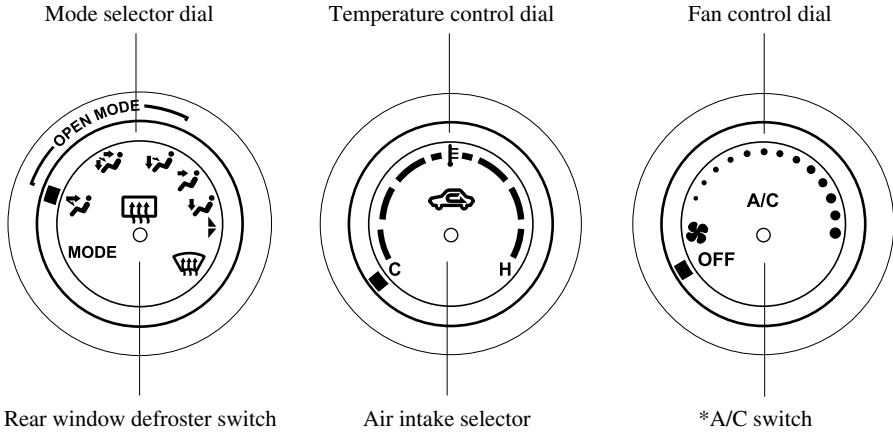 Mode selector dial
Temperature control dial
Fan control dial
OPEN MODE
MODE
C
H
A/C
OFF
Rear window defroster switch
Air intake selector
*A/C switch